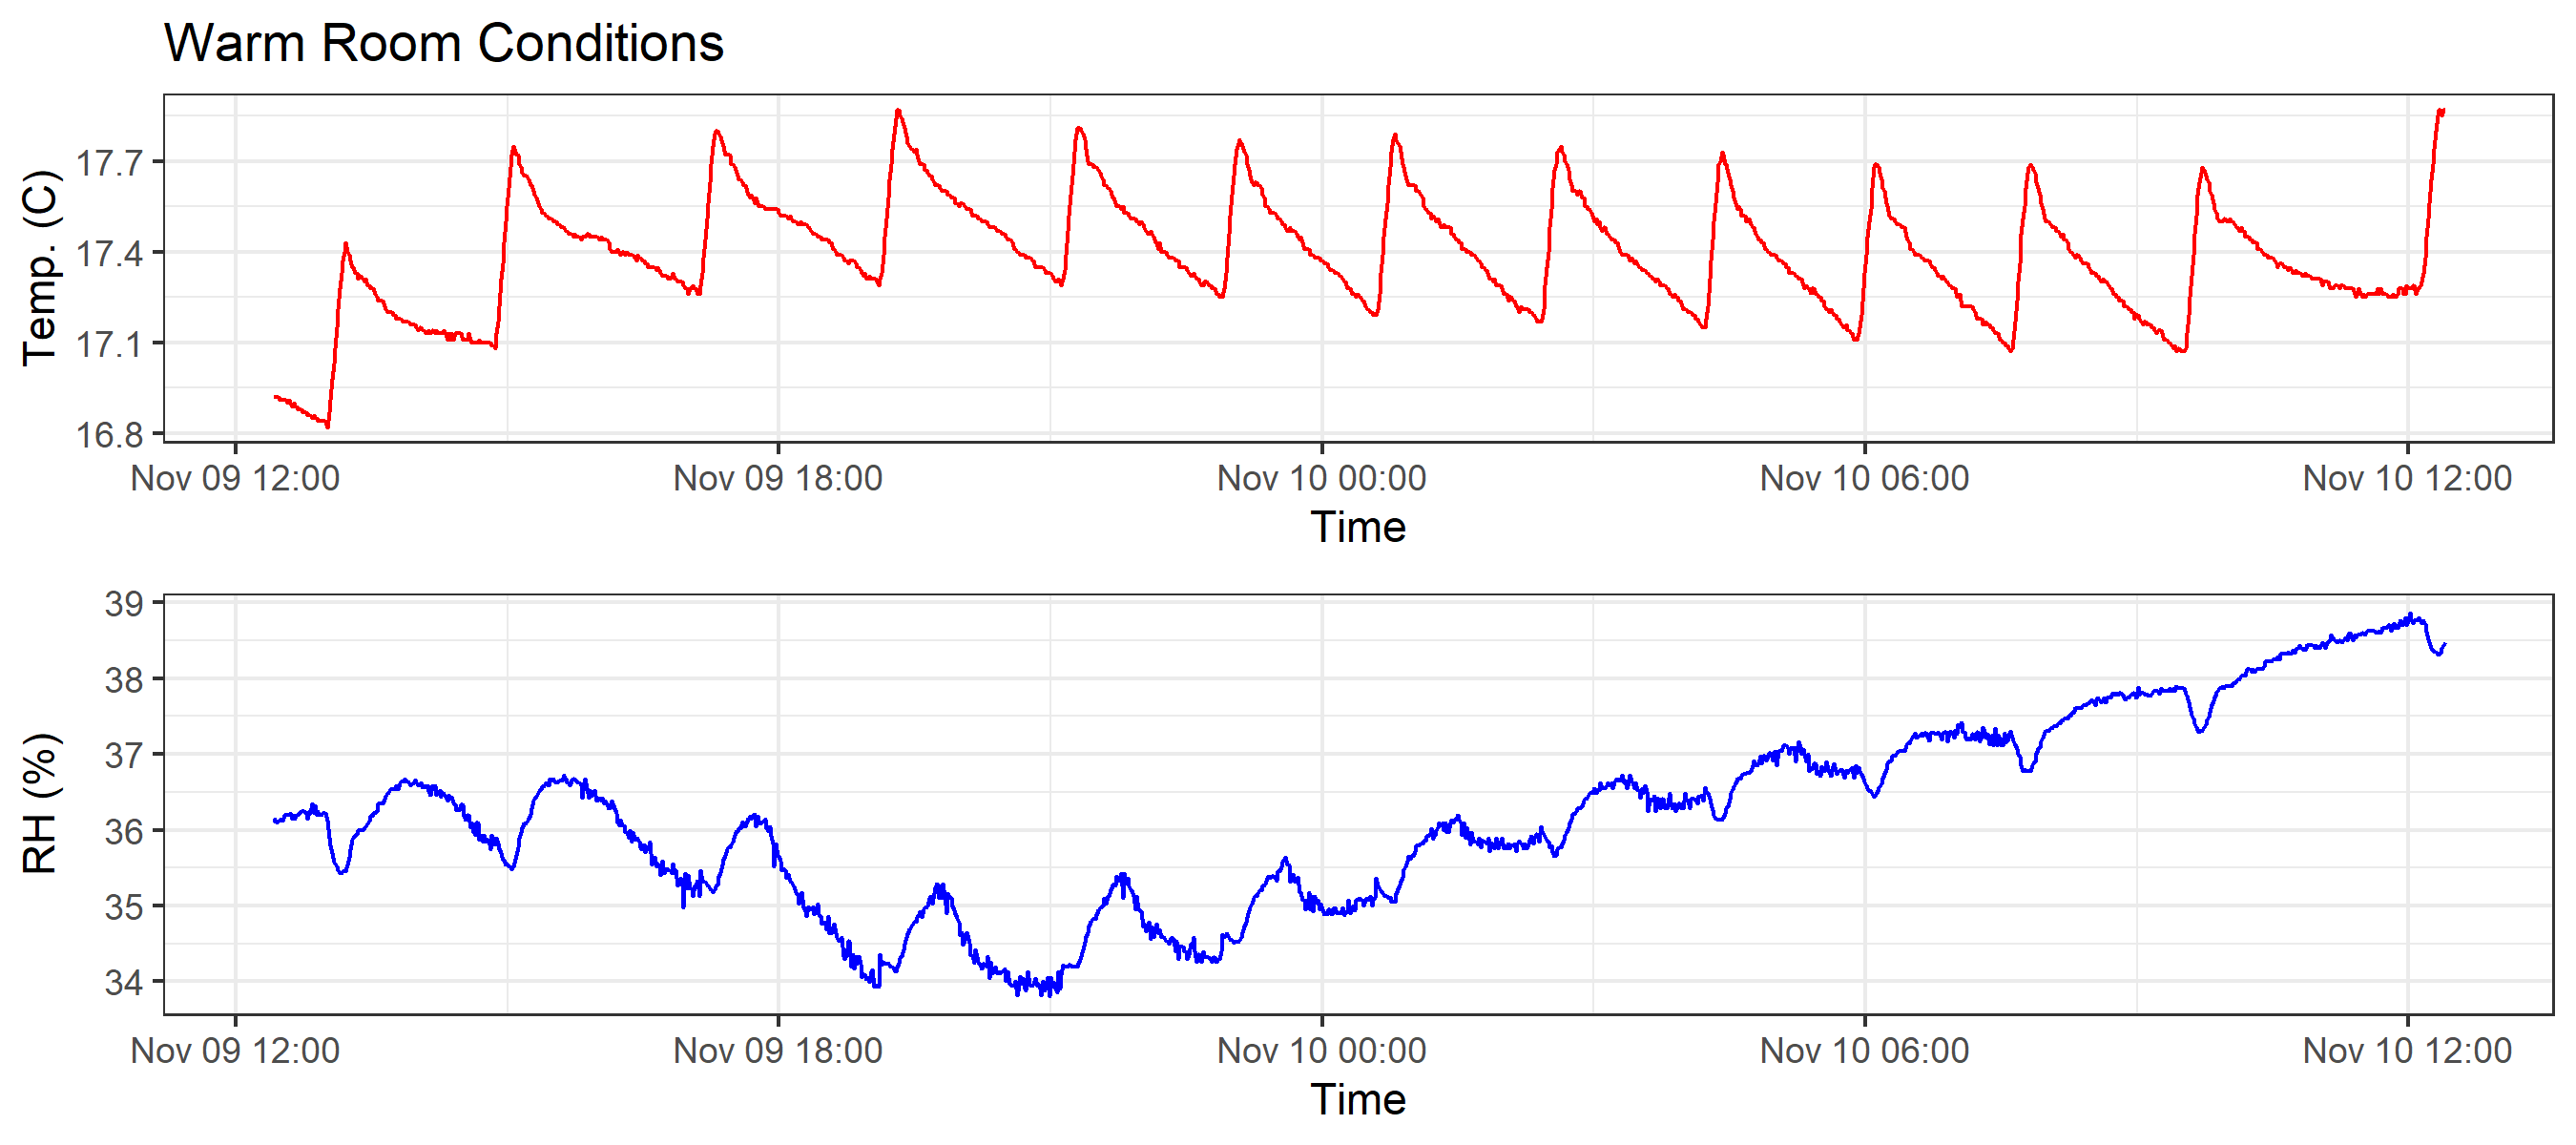 Warm Room Conditions
Temp. (C)
17.7
17.4
17.1
16.8
Nov 09 12:00 Nov 09 18:00 Nov 10 00:00 Nov 10 06:00 Nov 10 12:00
Time
RH (%)
39
38
37
36
35
34
Nov 09 12:00 Nov 09 18:00 Nov 10 00:00 Nov 10 06:00 Nov 10 12:00
Time